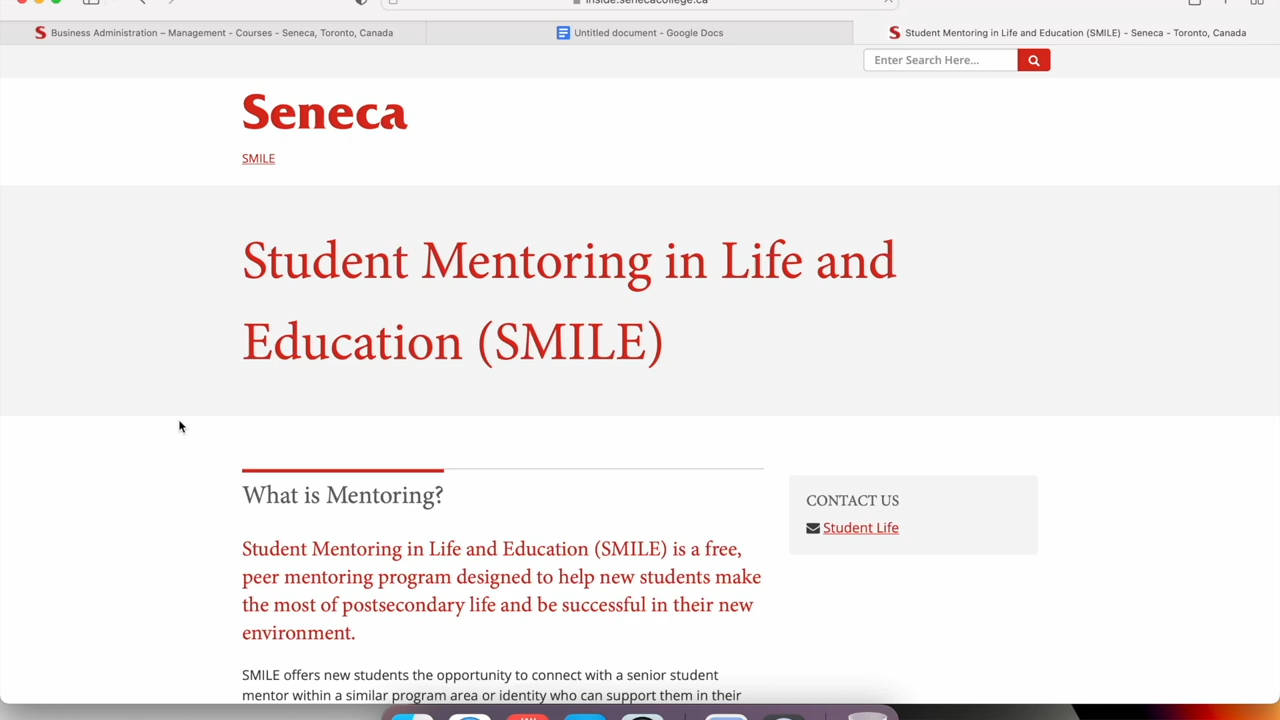 inside.senecacollege.ca
Business Administration – Management - Courses - Seneca, Toronto, Canada
Untitled document - Google Docs
Student Mentoring in Life and Education (SMILE) - Seneca - Toronto, Canada
Enter Search Here...
Seneca
SMILE
Student Mentoring in Life and
Education (SMILE)
What is Mentoring?
CONTACT US
Student Life
Student Mentoring in Life and Education (SMILE) is a free,
peer mentoring program designed to help new students make
the most of postsecondary life and be successful in their new
environment.
SMILE offers new students the opportunity to connect with a senior student
mentor within a similar program area or identity who can support them in their